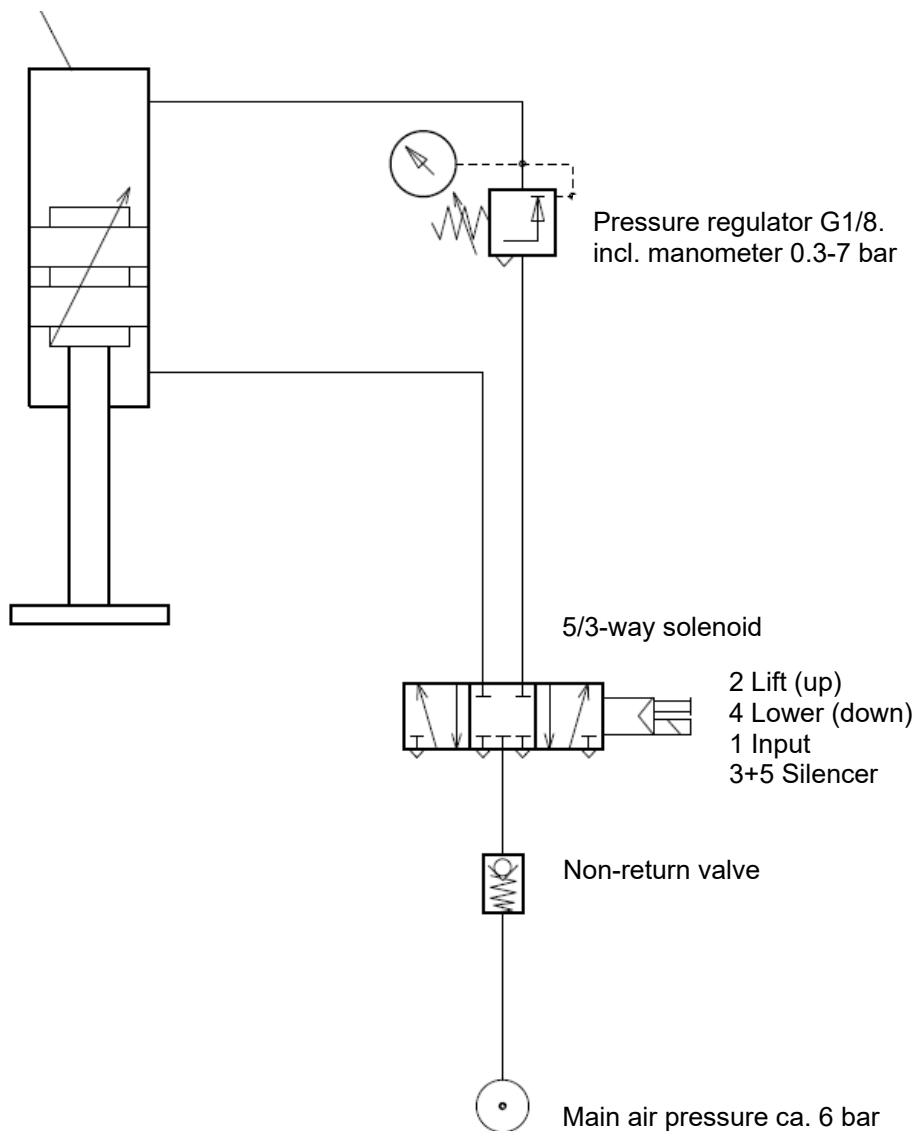 Pressure regulator G1/8.
incl. manometer 0.3-7 bar
5/3-way solenoid
2 Lift (up)
4 Lower (down)
1 Input
3+5 Silencer
Non-return valve
Main air pressure ca. 6 bar